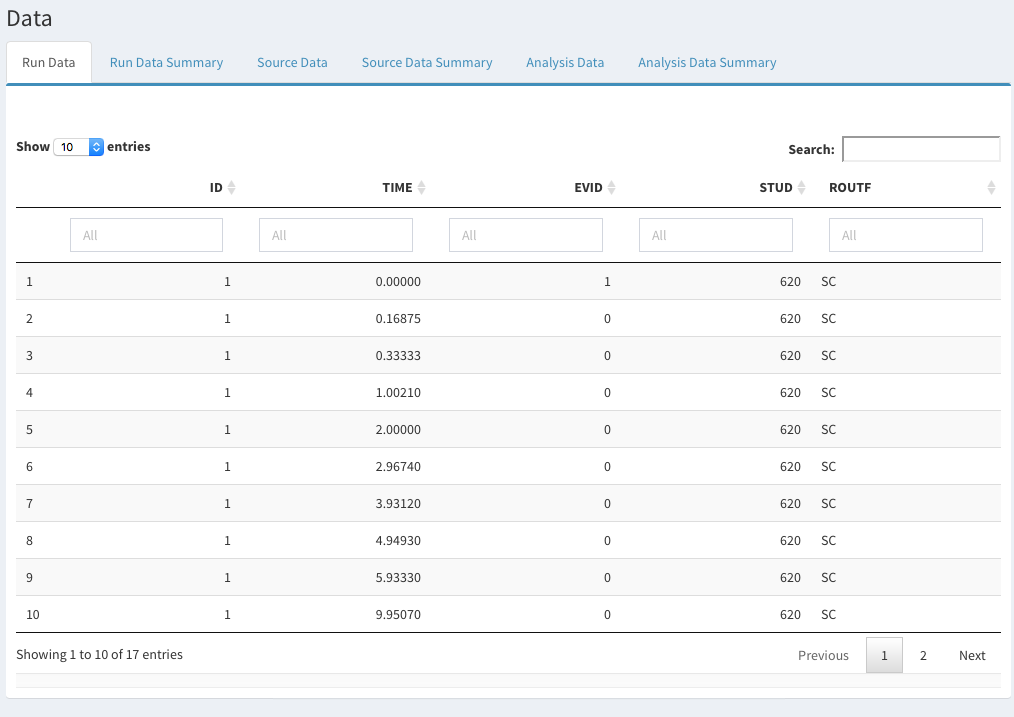 Data
Run Data Run Data Summary Source Data Source Data Summary Analysis Data Analysis Data Summary
Show 10 entries Search:
ID TIME EVID STUD ROUTF
All All All All All
1 1 0.00000 1 620 SC
2 1 0.16875 0 620 SC
3 1 0.33333 0 620 SC
4 1 1.00210 0 620 SC
5 1 2.00000 0 620 SC
6 1 2.96740 0 620 SC
7 1 3.93120 0 620 SC
8 1 4.94930 0 620 SC
9 1 5.93330 0 620 SC
10 1 9.95070 0 620 SC
Showing 1 to 10 of 17 entries Previous 1 2 Next